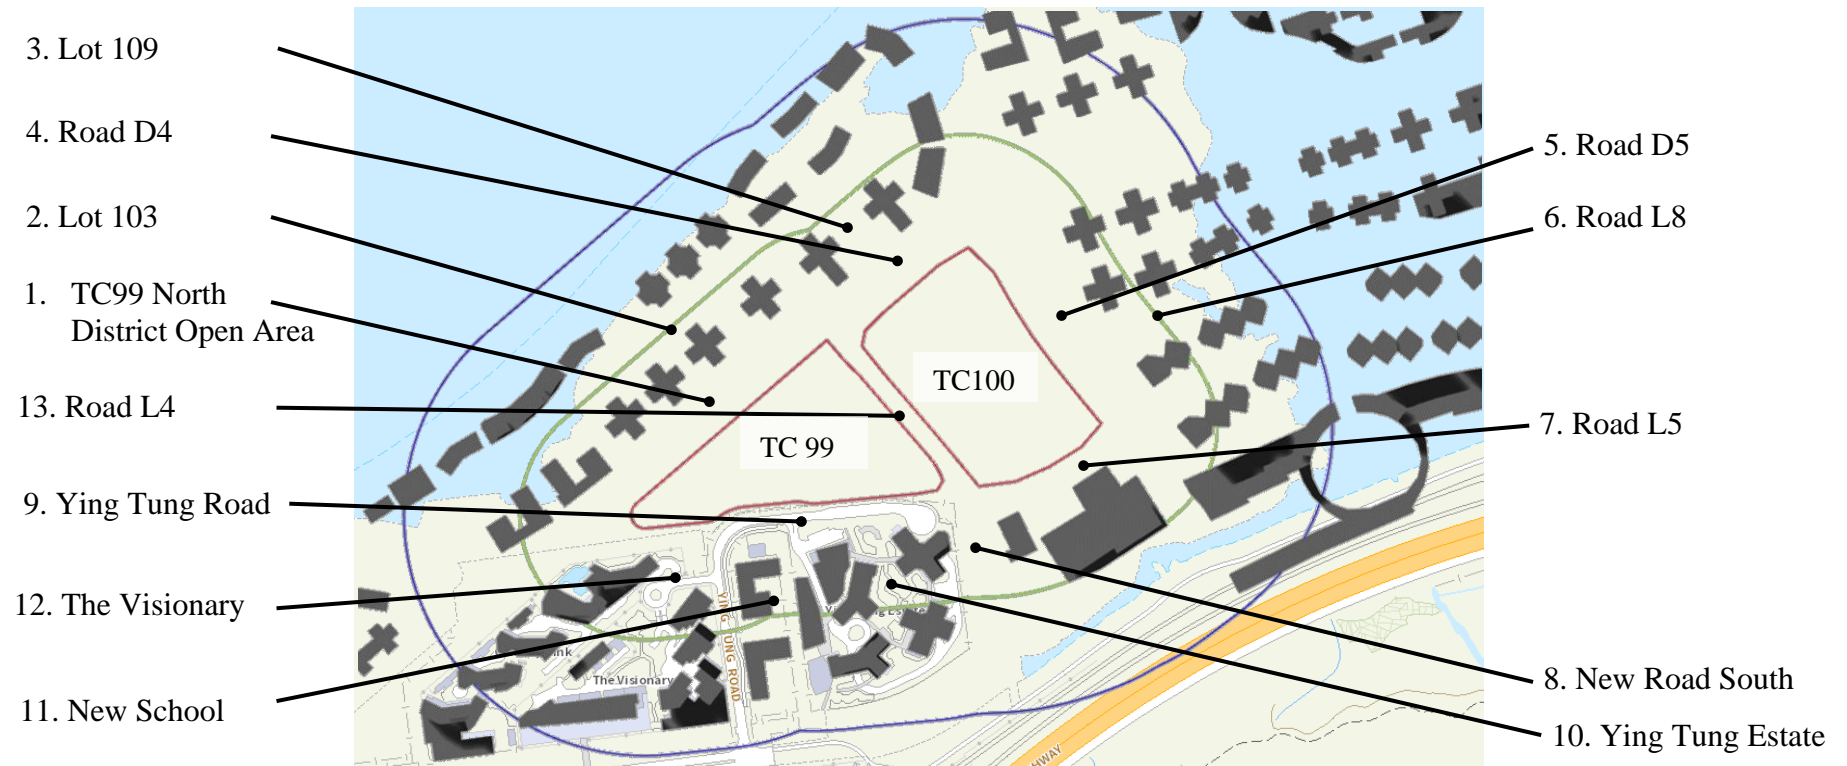 3. Lot 109
4. Road D4
2. Lot 103
1. TC99 North
District Open Area
13. Road L4
9. Ying Tung Road
12. The Visionary
11. New School
5. Road D5
6. Road L8
7. Road L5
8. New Road South
10. Ying Tung Estate
TC100
TC 99
YING TUNG ROAD
The Visionary
HWAY